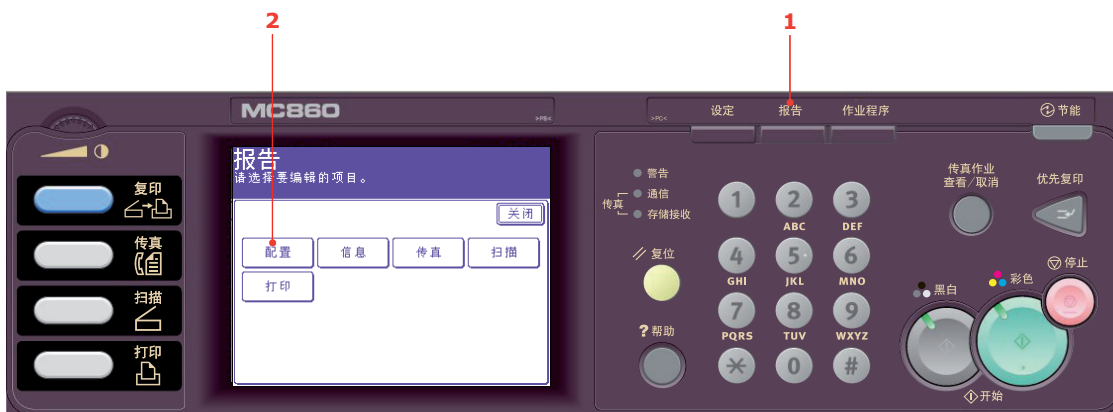 2
1
MC860
>PS<
>PC<
设定
报告
作业程序
节能
复印
传真
扫描
打印
报告
请选择要编辑的项目。
关闭
配置
信息
传真
扫描
打印
警告
传真
通信
存储接收
复位
?帮助
1
2
ABC
3
DEF
4
GHI
5
JKL
6
MNO
7
PQRS
8
TUV
9
WXYZ
0
#
传真作业
查看/取消
优先复印
停止
黑白
彩色
开始